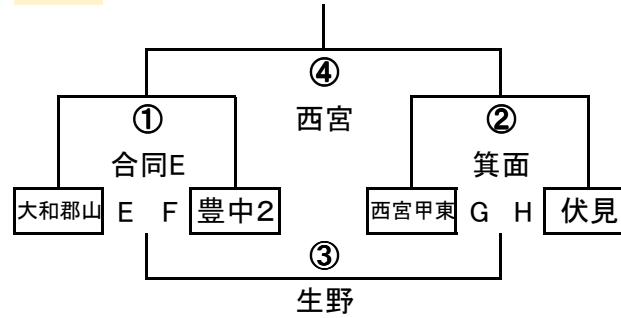 ④
① 西宮 ②
合同E 箕面
大和郡山 E F 豊中2 西宮甲東 G H 伏見
③
生野